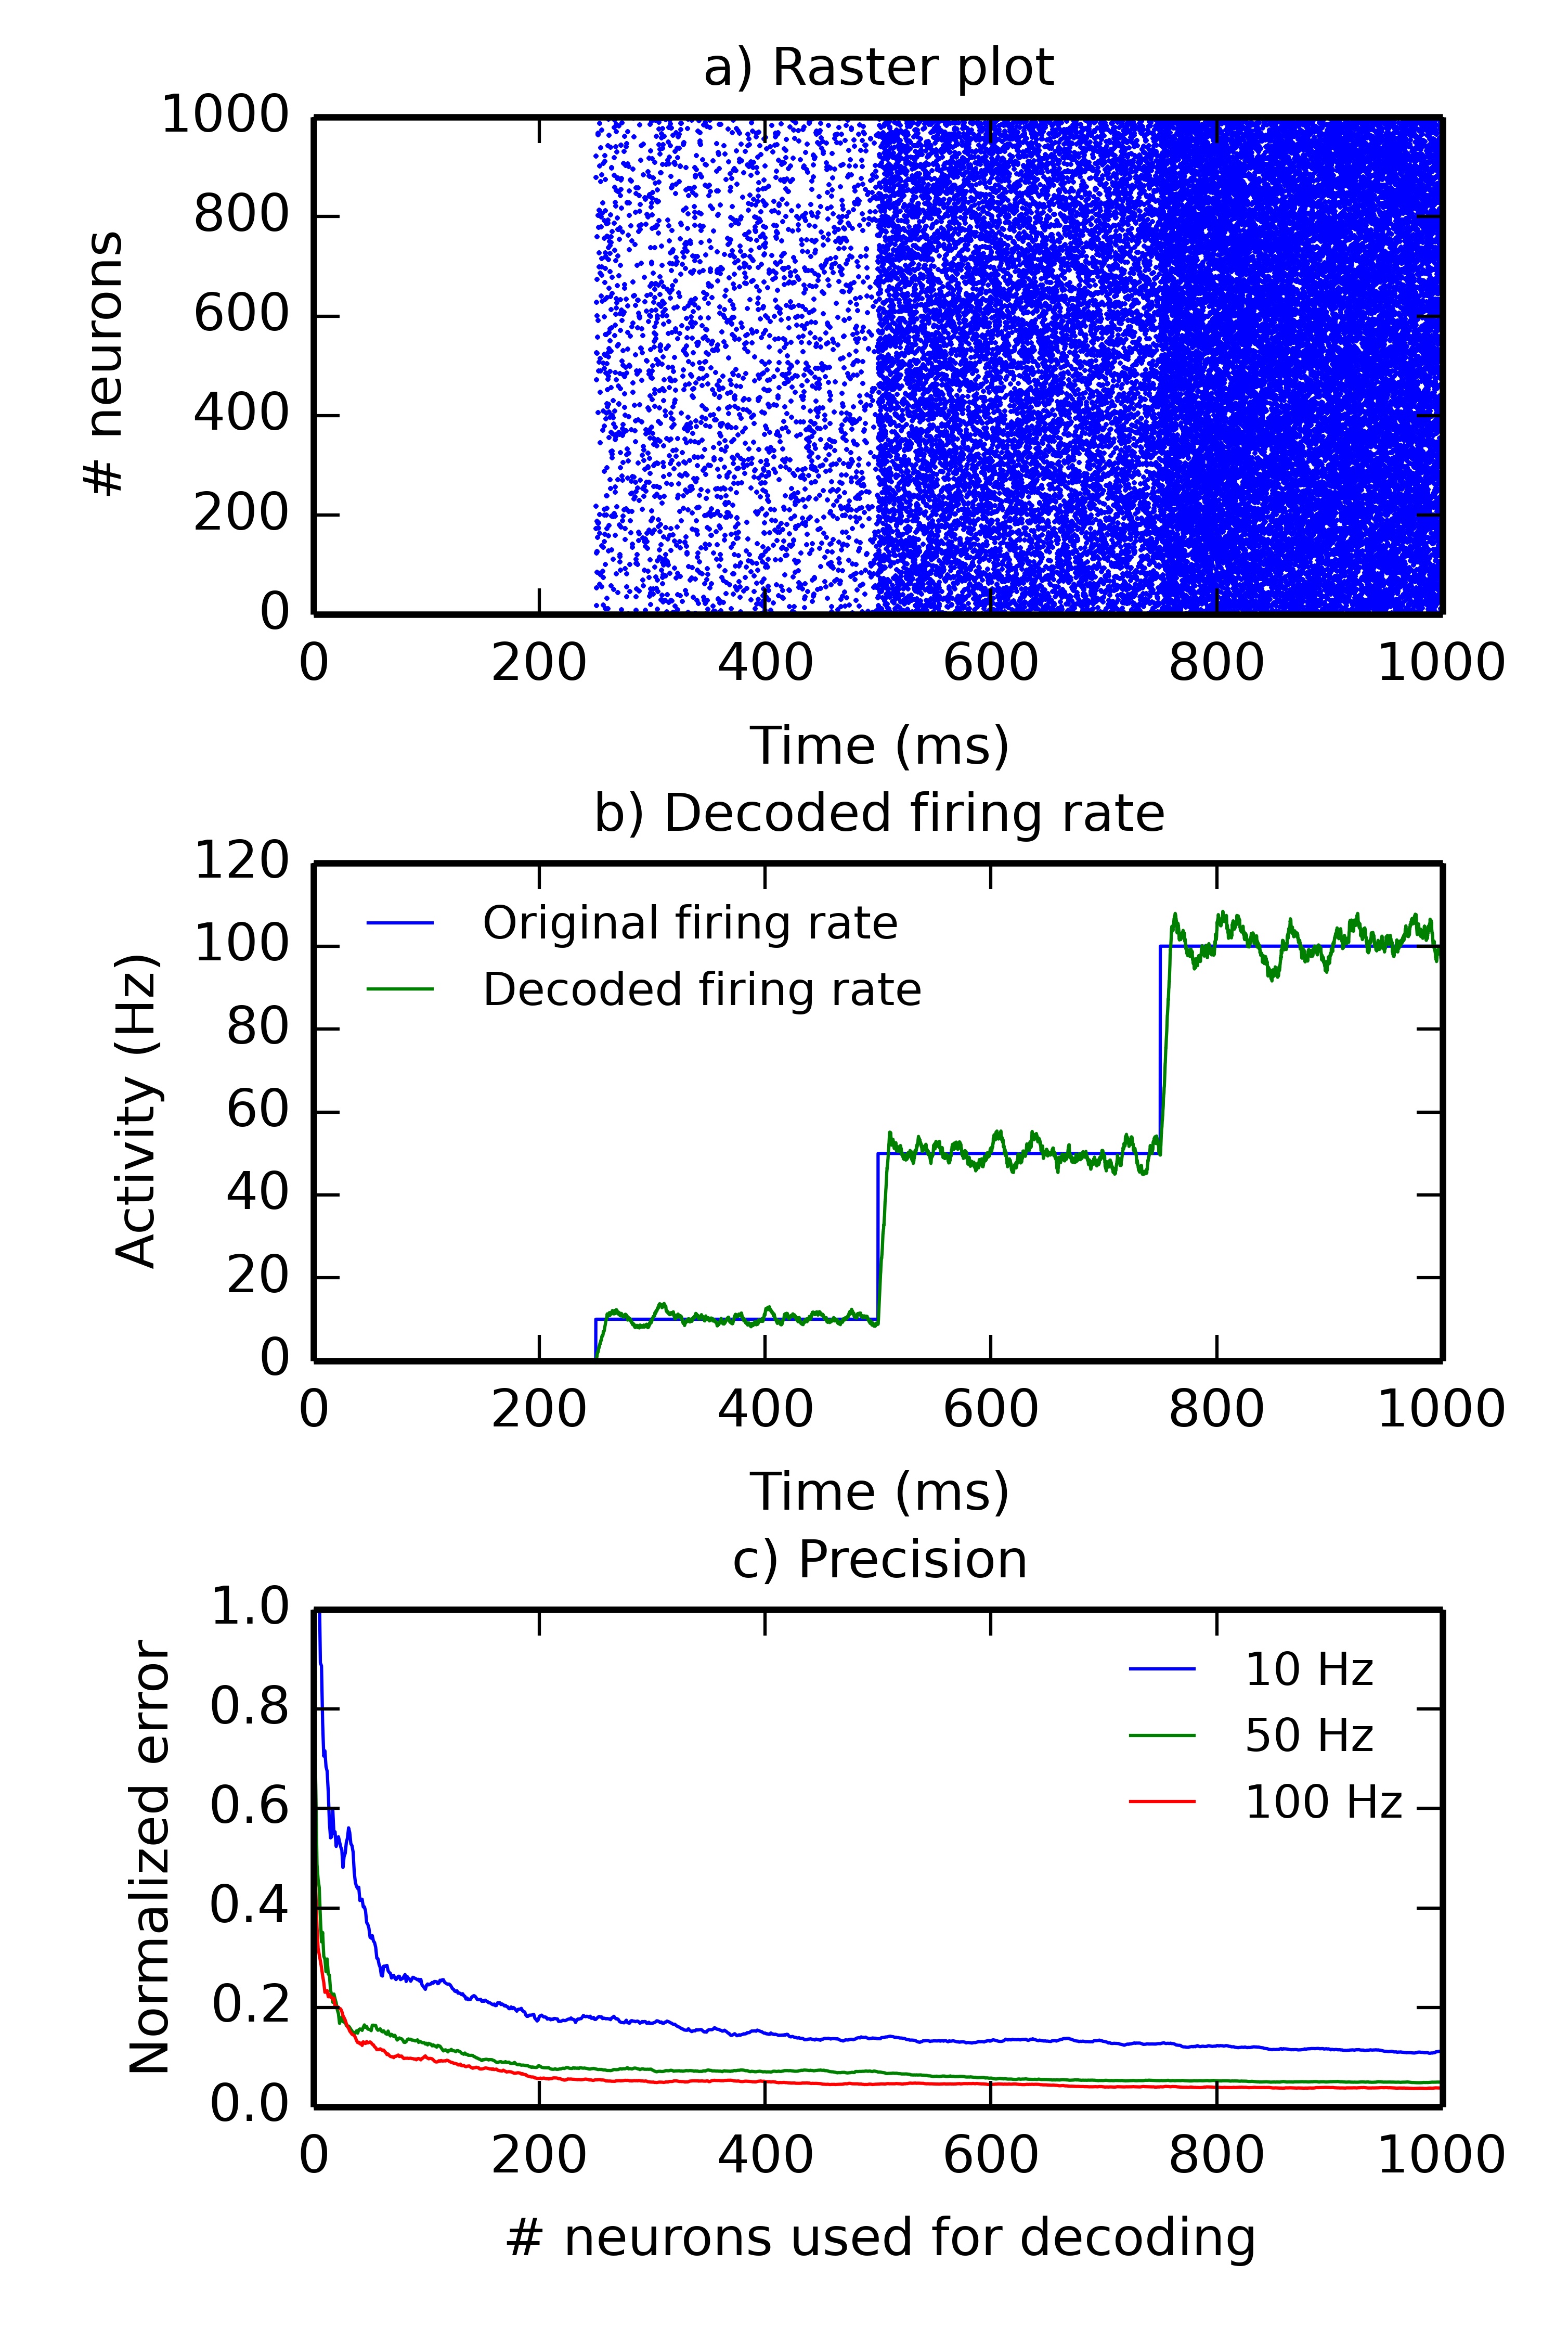 a) Raster plot
1000
800
600
400
200
0
# neurons
0 200 400 600 800 1000
Time (ms)
b) Decoded firing rate
120
100
80
60
40
20
0
Activity (Hz)
Original firing rate
Decoded firing rate
0 200 400 600 800 1000
Time (ms)
c) Precision
1.0
0.8
0.6
0.4
0.2
0.0
Normalized error
10 Hz
50 Hz
100 Hz
0 200 400 600 800 1000
# neurons used for decoding